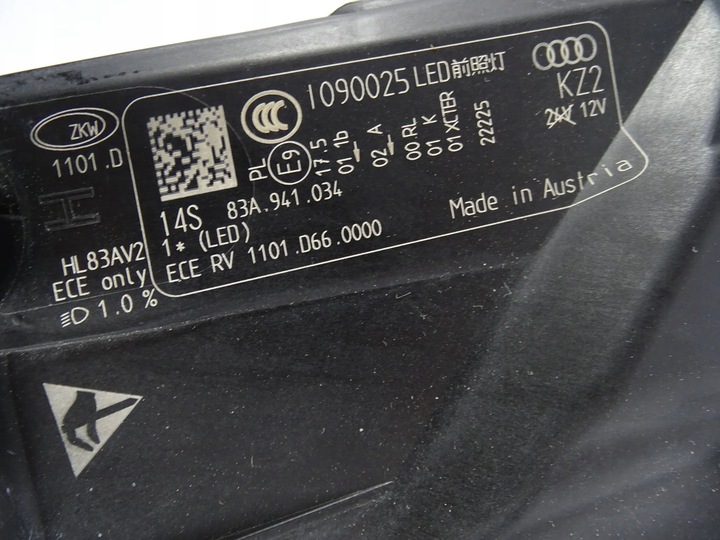 ZKW
1101.D
H
HL83AV2
ECE only
1.0%
I090025 LED前照灯
KZ2
24V 12V
PL
E9
17.5
01 1b
02 A
00.RL
01 K
01 XCTER
22225
14S 83A.941.034
1* (LED)
ECE RV 1101.D66.0000
Made in Austria